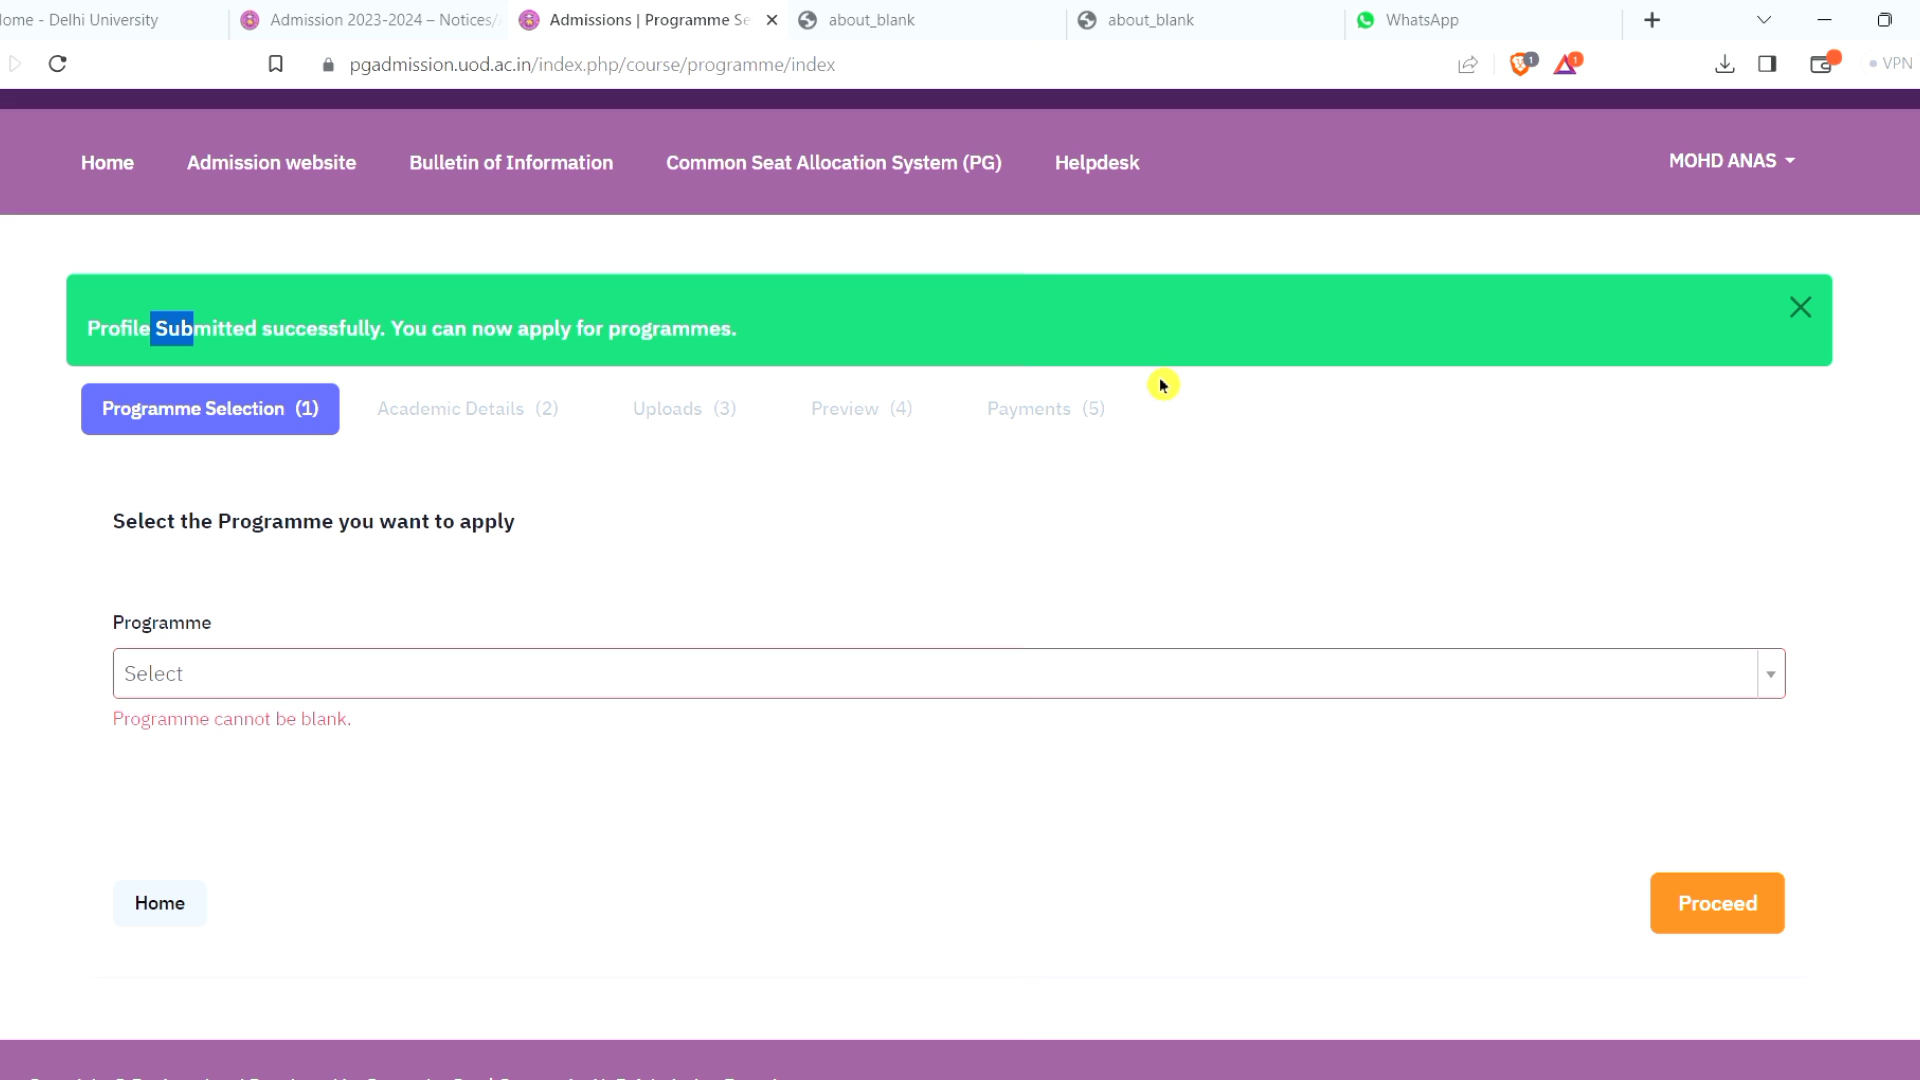 ome - Delhi University
Admission 2023-2024 – Notices/
Admissions | Programme Se
about_blank
about_blank
WhatsApp
pgadmission.uod.ac.in/index.php/course/programme/index
1
1
VPN
Home
Admission website
Bulletin of Information
Common Seat Allocation System (PG)
Helpdesk
MOHD ANAS
Profile Submitted successfully. You can now apply for programmes.
Programme Selection (1)
Academic Details (2)
Uploads (3)
Preview (4)
Payments (5)
Select the Programme you want to apply
Programme
Select
Programme cannot be blank.
Home
Proceed